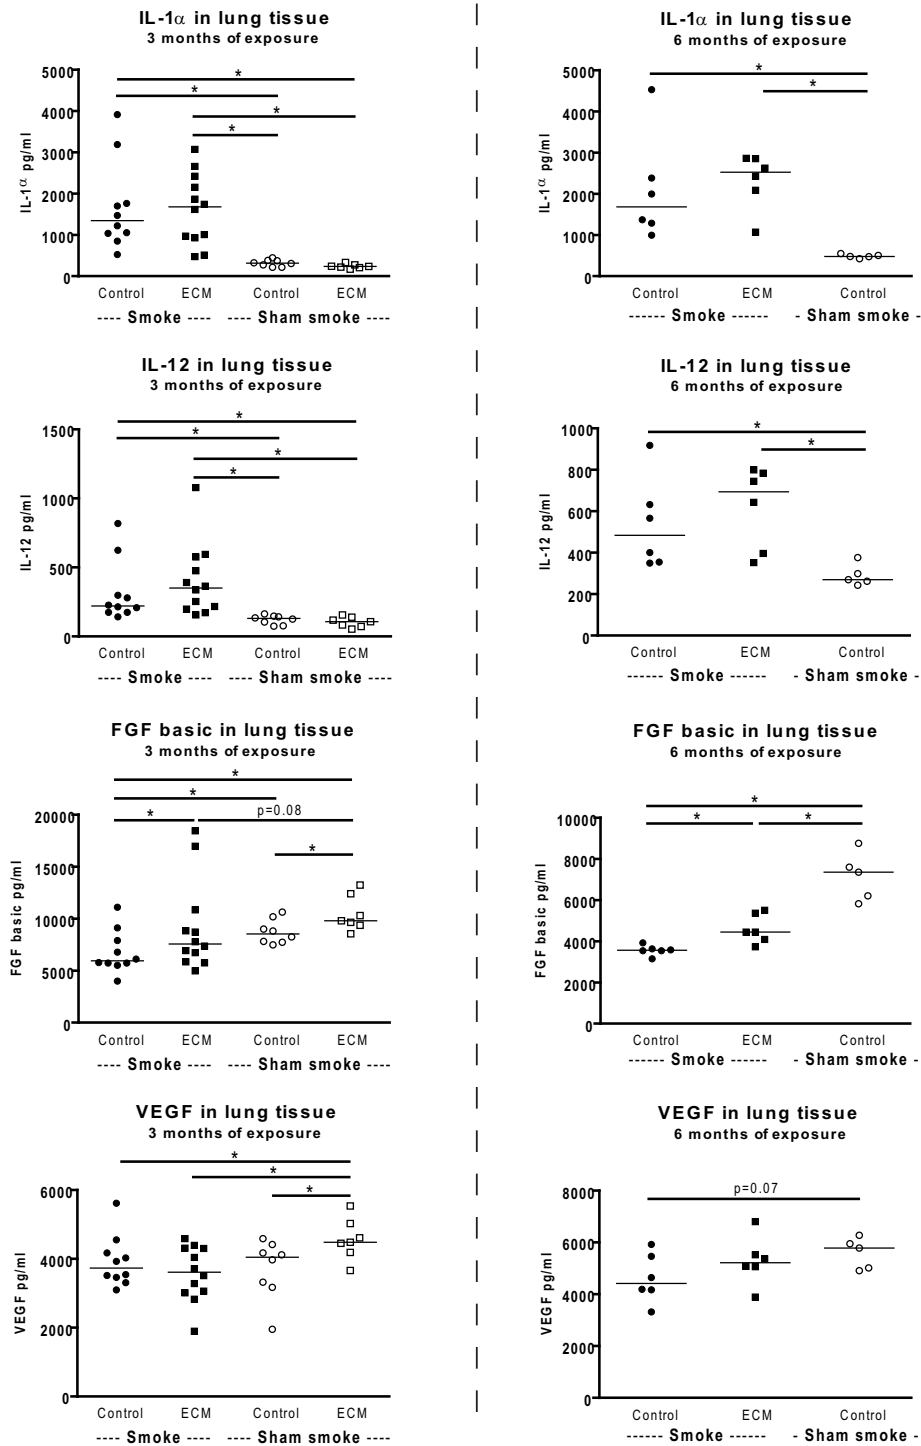 IL-1α in lung tissue
3 months of exposure
*
*
*
*
5000
4000
3000
2000
1000
0
IL-1α pg/ml
Control ECM Control ECM
---- Smoke ---- ---- Sham smoke ----
IL-1α in lung tissue
6 months of exposure
*
*
5000
4000
3000
2000
1000
0
IL-1α pg/ml
Control ECM Control
------ Smoke ------ - Sham smoke -
IL-12 in lung tissue
3 months of exposure
*
*
*
*
1500
1000
500
0
IL-12 pg/ml
Control ECM Control ECM
---- Smoke ---- ---- Sham smoke ----
IL-12 in lung tissue
6 months of exposure
*
*
1000
800
600
400
200
0
IL-12 pg/ml
Control ECM Control
------ Smoke ------ - Sham smoke -
FGF basic in lung tissue
3 months of exposure
*
*
* p=0.08
*
20000
15000
10000
5000
0
FGF basic pg/ml
Control ECM Control ECM
---- Smoke ---- ---- Sham smoke ----
FGF basic in lung tissue
6 months of exposure
*
* *
10000
8000
6000
4000
2000
0
FGF basic pg/ml
Control ECM Control
------ Smoke ------ - Sham smoke -
VEGF in lung tissue
3 months of exposure
*
*
*
6000
4000
2000
0
VEGF pg/ml
Control ECM Control ECM
---- Smoke ---- ---- Sham smoke ----
VEGF in lung tissue
6 months of exposure
p=0.07
8000
6000
4000
2000
0
VEGF pg/ml
Control ECM Control
------ Smoke ------ - Sham smoke -